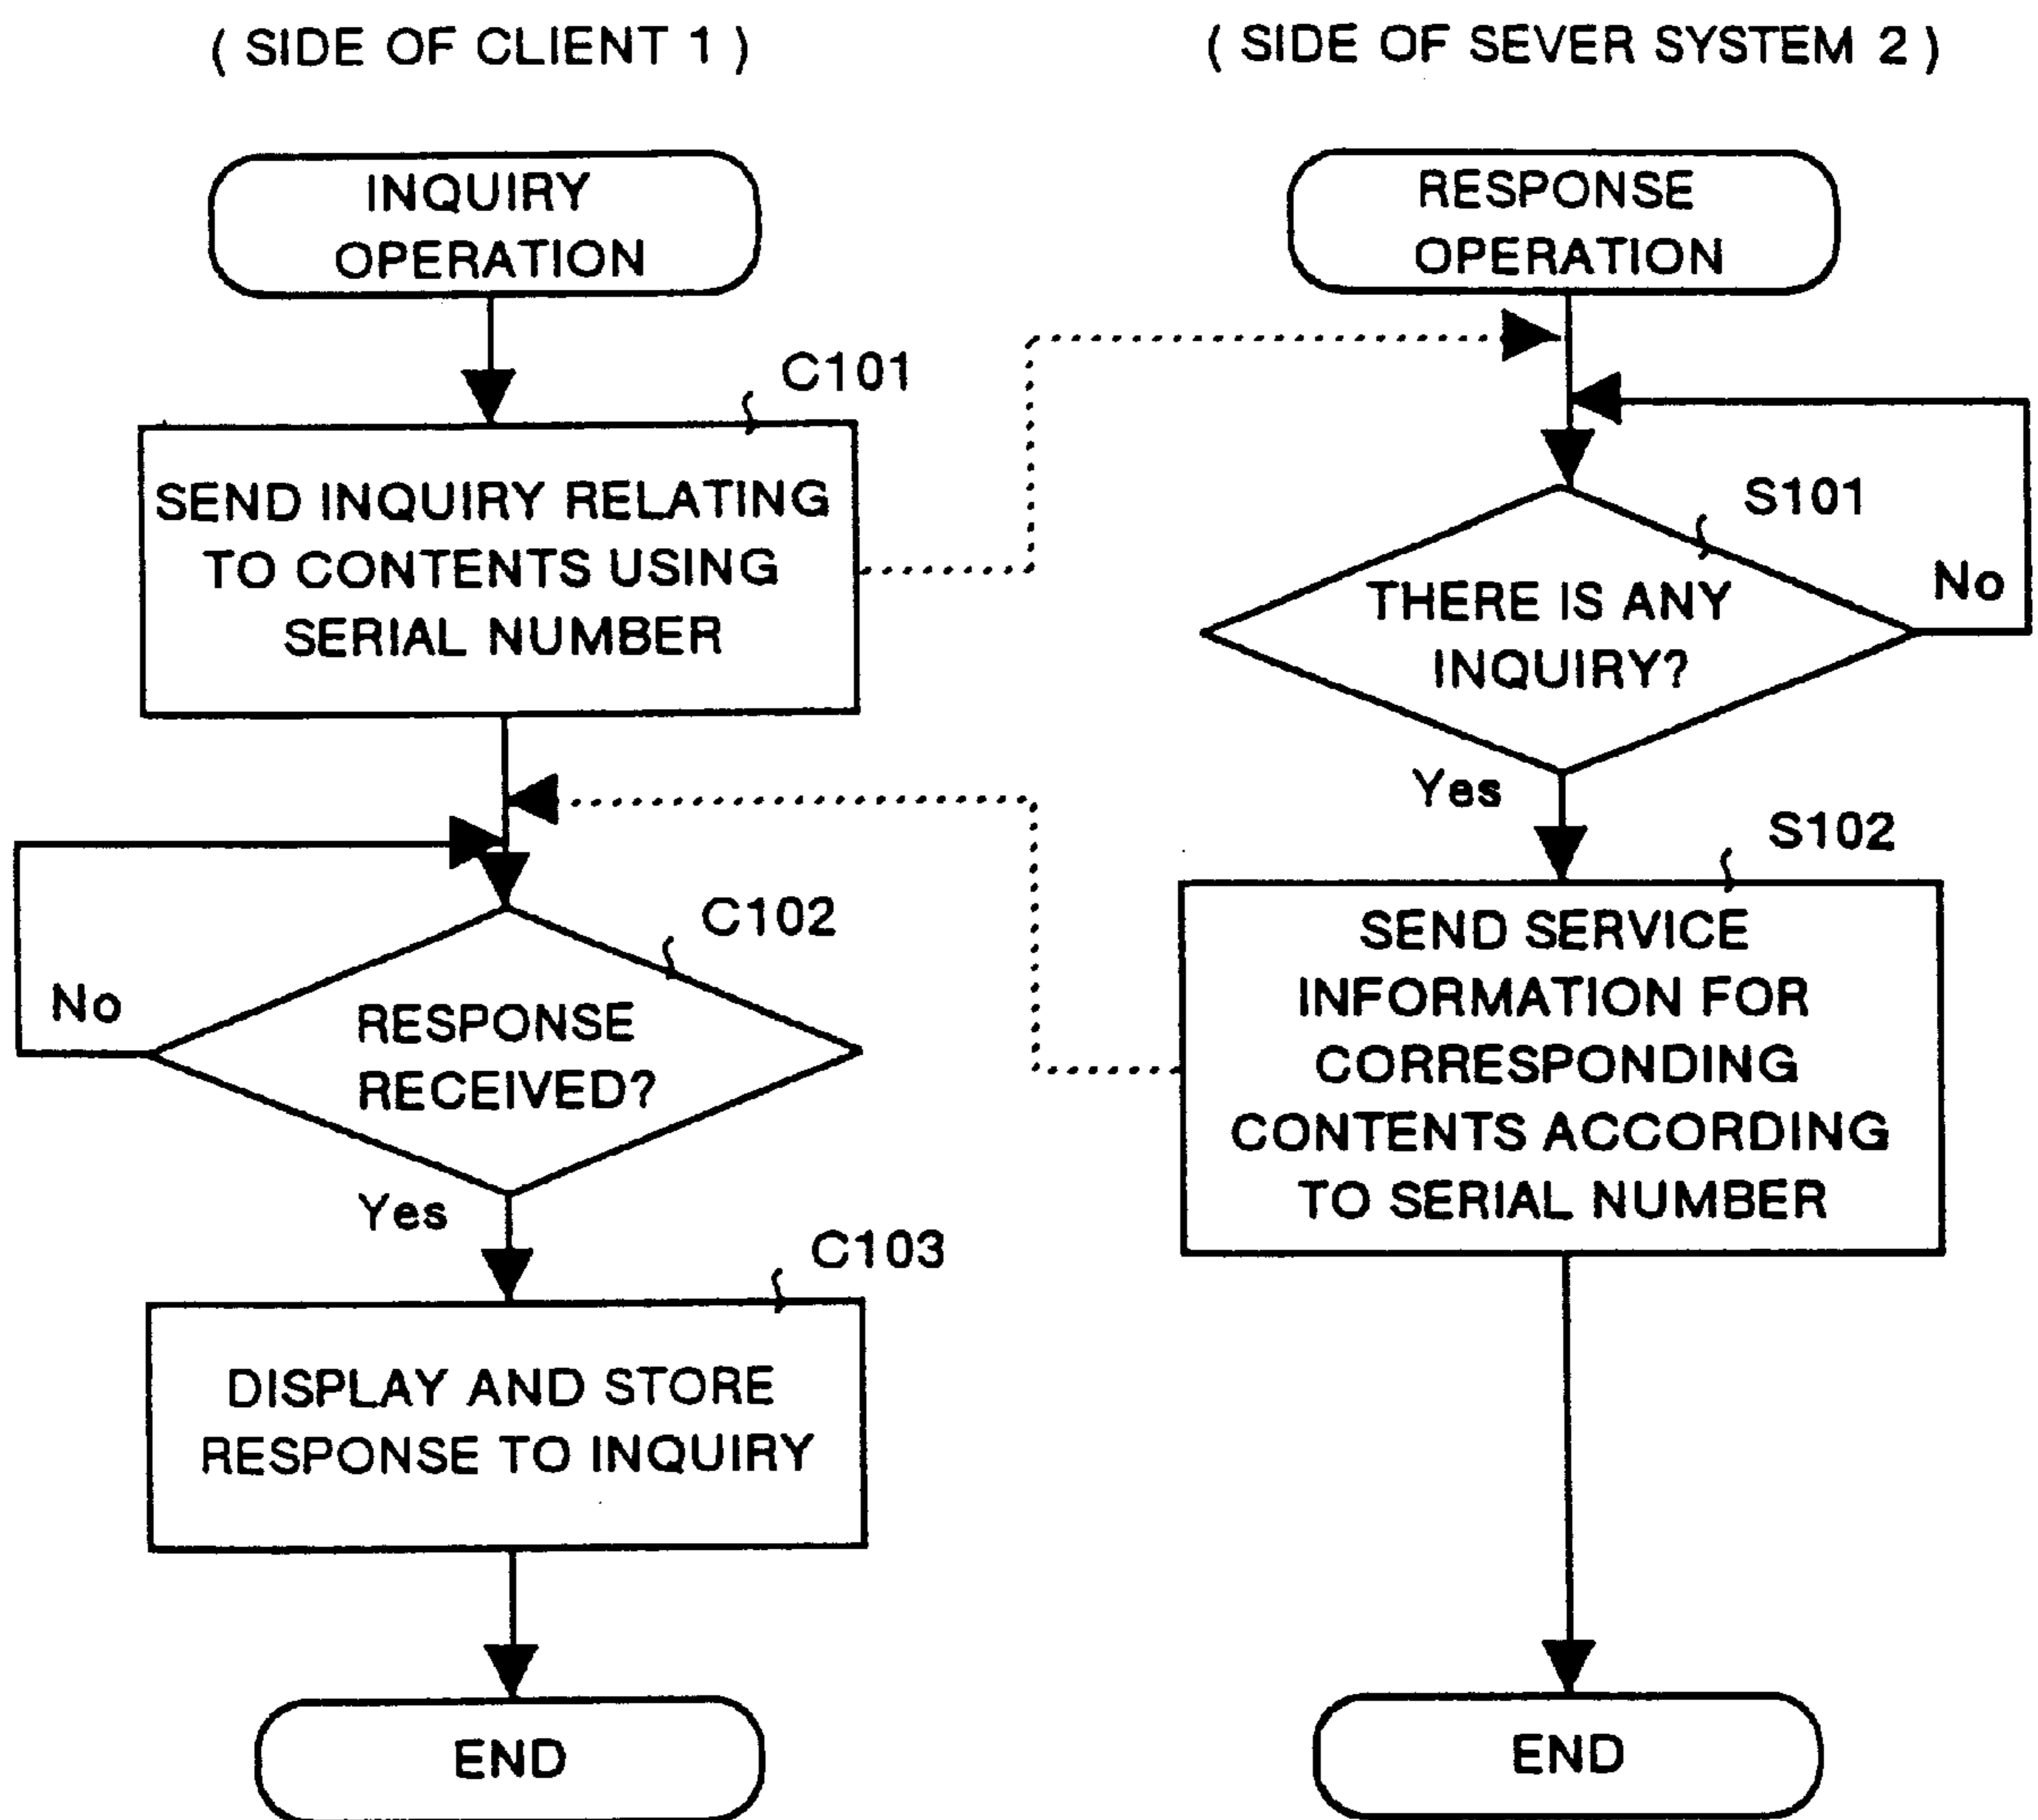 ( SIDE OF CLIENT 1 )
INQUIRY
OPERATION
C101
SEND INQUIRY RELATING
TO CONTENTS USING
SERIAL NUMBER
C102
No
RESPONSE
RECEIVED?
Yes
C103
DISPLAY AND STORE
RESPONSE TO INQUIRY
END
( SIDE OF SEVER SYSTEM 2 )
RESPONSE
OPERATION
S101
No
THERE IS ANY
INQUIRY?
Yes
S102
SEND SERVICE
INFORMATION FOR
CORRESPONDING
CONTENTS ACCORDING
TO SERIAL NUMBER
END